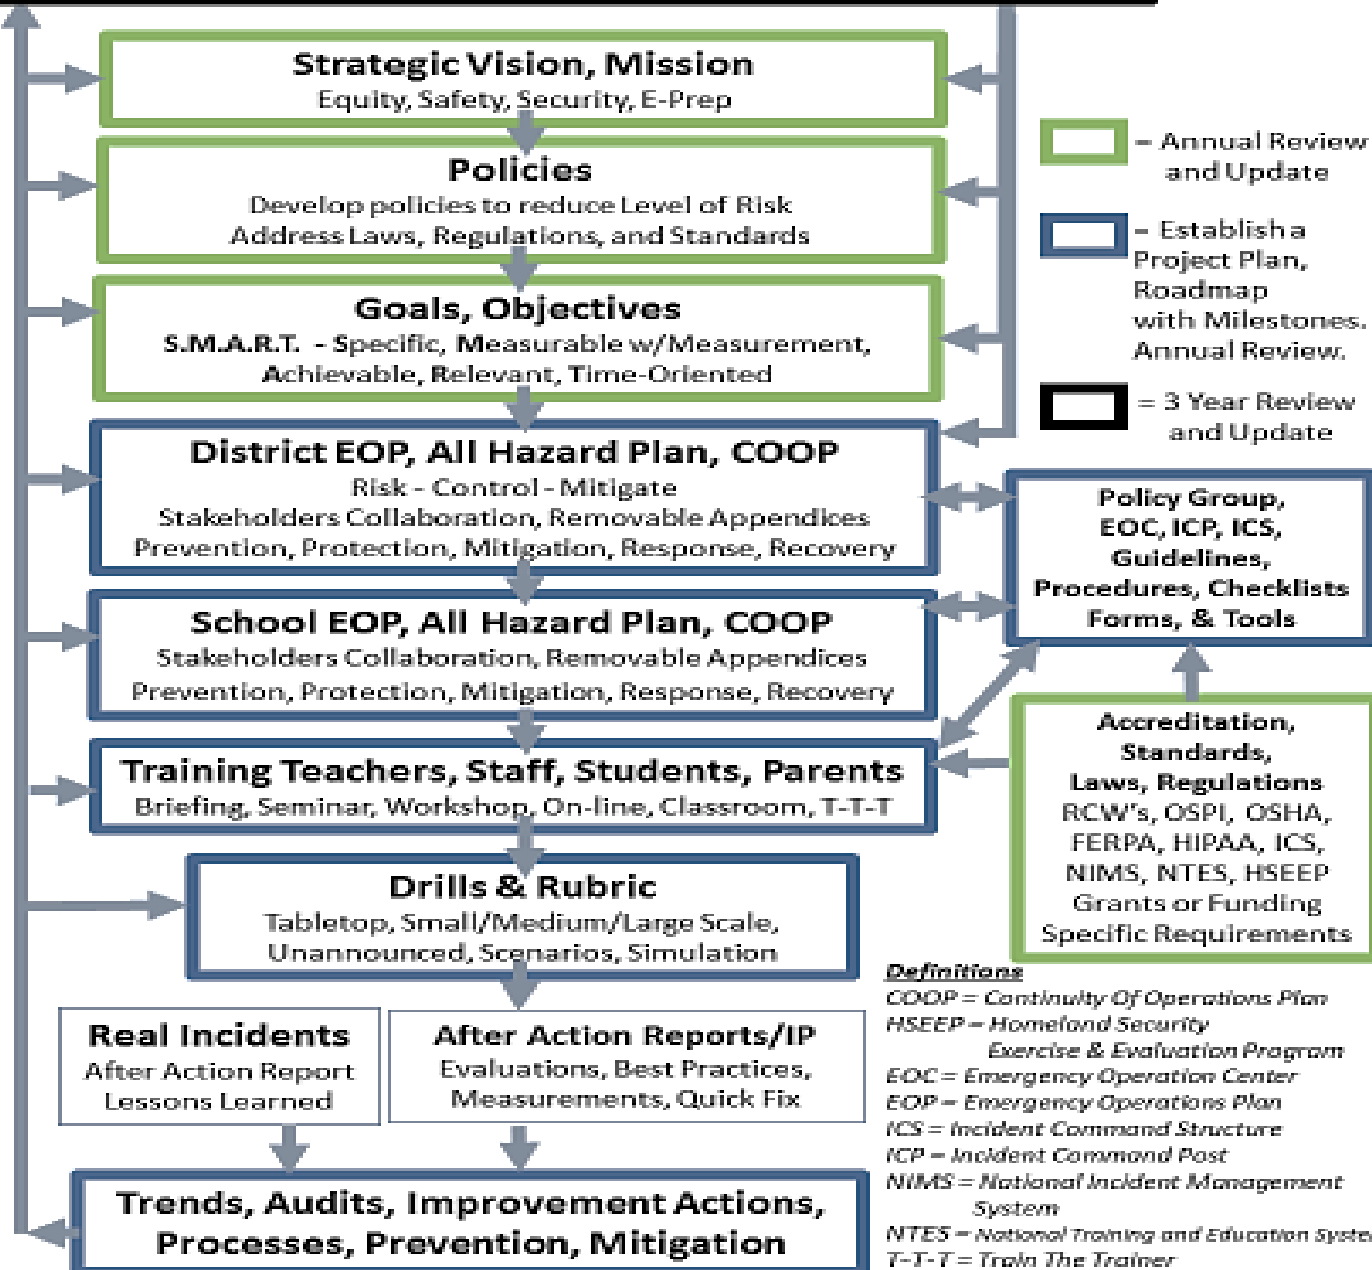 Strategic Vision, Mission
Equity, Safety, Security, E-Prep
Policies
Develop policies to reduce Level of Risk
Address Laws, Regulations, and Standards
Goals, Objectives
S.M.A.R.T. - Specific, Measurable w/Measurement,
Achievable, Relevant, Time-Oriented
District EOP, All Hazard Plan, COOP
Risk - Control - Mitigate
Stakeholders Collaboration, Removable Appendices
Prevention, Protection, Mitigation, Response, Recovery
School EOP, All Hazard Plan, COOP
Stakeholders Collaboration, Removable Appendices
Prevention, Protection, Mitigation, Response, Recovery
Training Teachers, Staff, Students, Parents
Briefing, Seminar, Workshop, On-line, Classroom, T-T-T
Drills & Rubric
Tabletop, Small/Medium/Large Scale,
Unannounced, Scenarios, Simulation
Real Incidents
After Action Report
Lessons Learned
After Action Reports/IP
Evaluations, Best Practices,
Measurements, Quick Fix
Trends, Audits, Improvement Actions,
Processes, Prevention, Mitigation
= Annual Review
and Update
= Establish a
Project Plan,
Roadmap
with Milestones.
Annual Review.
= 3 Year Review
and Update
Policy Group,
EOC, ICP, ICS,
Guidelines,
Procedures, Checklists
Forms, & Tools
Accreditation,
Standards,
Laws, Regulations
RCW's, OSPI, OSHA,
FERPA, HIPAA, ICS,
NIMS, NTES, HSEEP
Grants or Funding
Specific Requirements
Definitions
COOP = Continuity Of Operations Plan
HSEEP = Homeland Security
Exercise & Evaluation Program
EOC = Emergency Operation Center
EOP = Emergency Operations Plan
ICS = Incident Command Structure
ICP = Incident Command Post
NIMS = National Incident Management
System
NTES = National Training and Education System
T-T-T = Train The Trainer